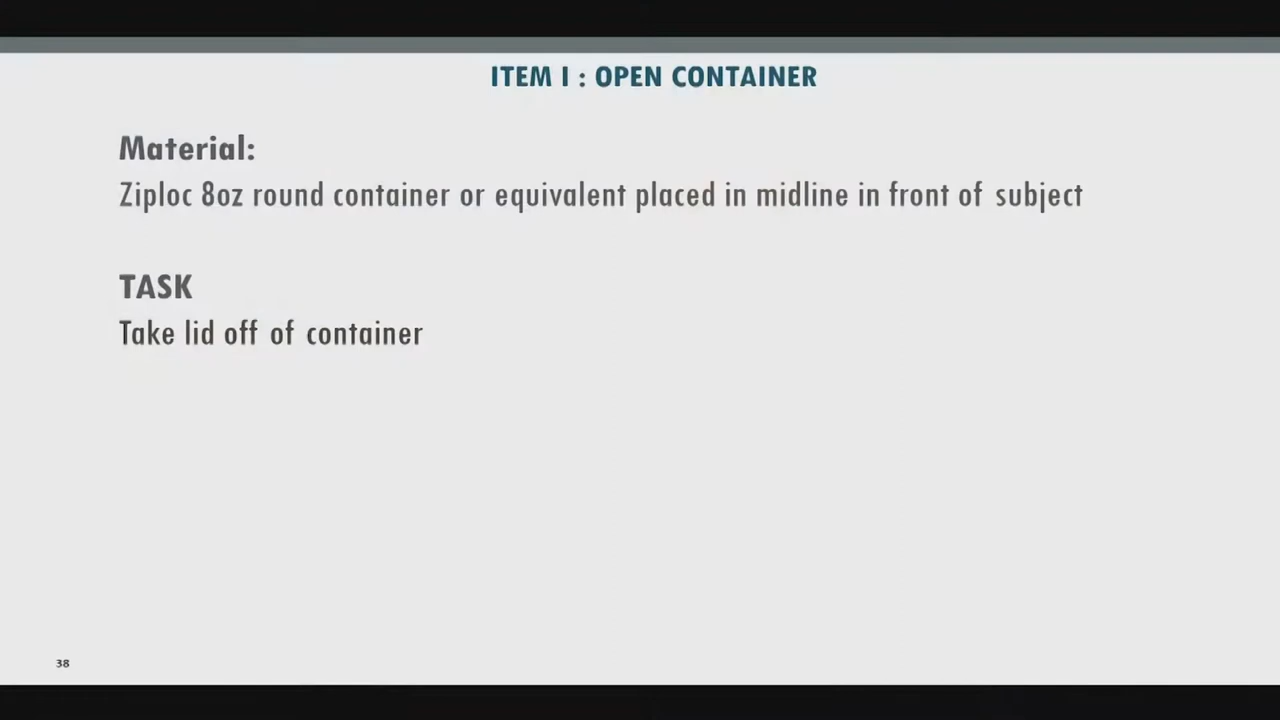 ITEM I : OPEN CONTAINER
Material:
Ziploc 8oz round container or equivalent placed in midline in front of subject
TASK
Take lid off of container
38